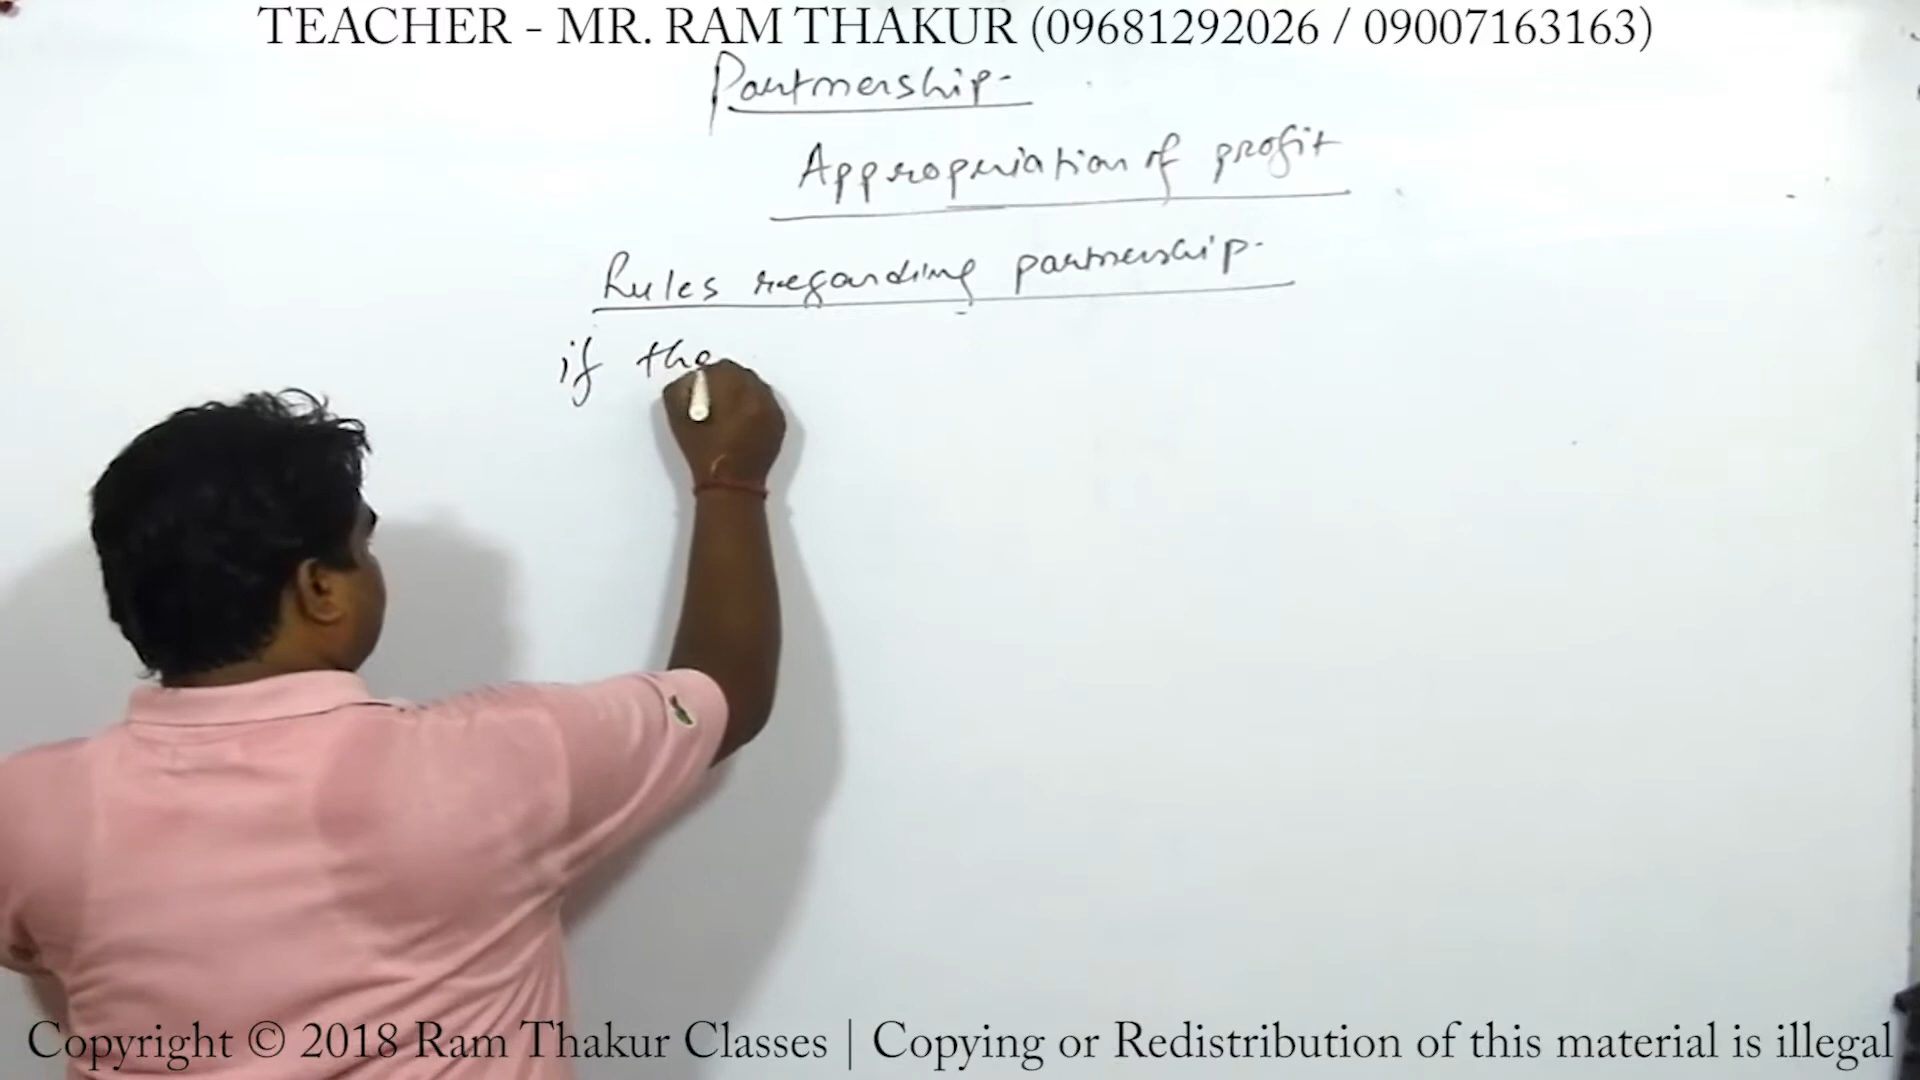 TEACHER - MR. RAM THAKUR (09681292026 / 09007163163)
Partnership-
Appropriation of profit
Rules regarding partnership-
if the
Copyright © 2018 Ram Thakur Classes | Copying or Redistribution of this material is illegal